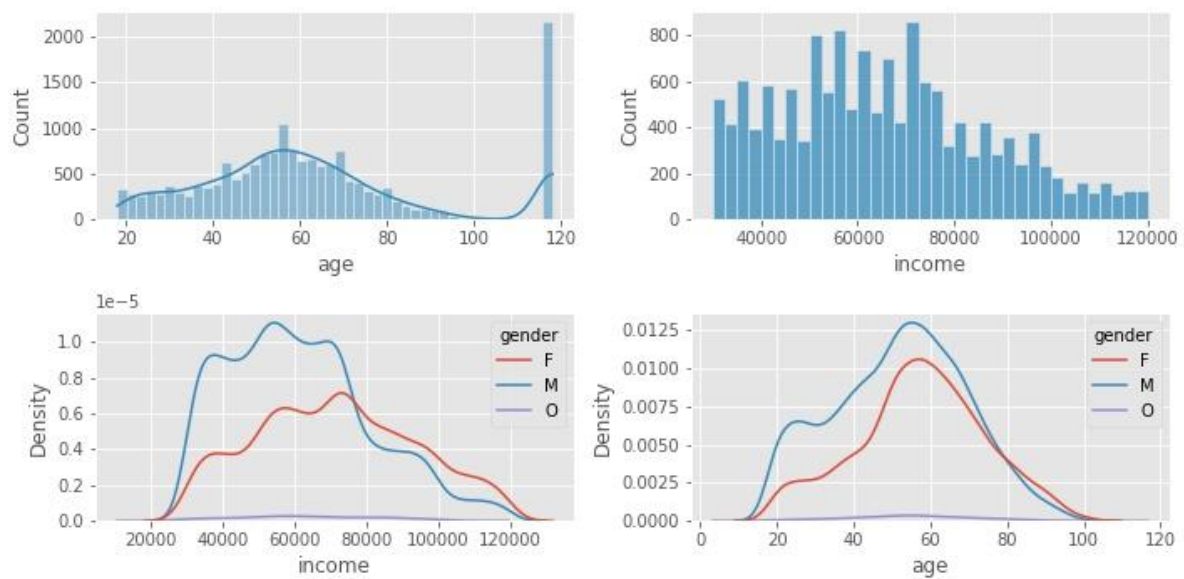 2000
1500
1000
500
0
Count
20 40 60 80 100 120
age
800
600
400
200
0
Count
40000 60000 80000 100000 120000
income
1e−5
1.0
0.8
0.6
0.4
0.2
0.0
Density
gender
F
M
O
20000 40000 60000 80000 100000 120000
income
0.0125
0.0100
0.0075
0.0050
0.0025
0.0000
Density
gender
F
M
O
0 20 40 60 80 100 120
age